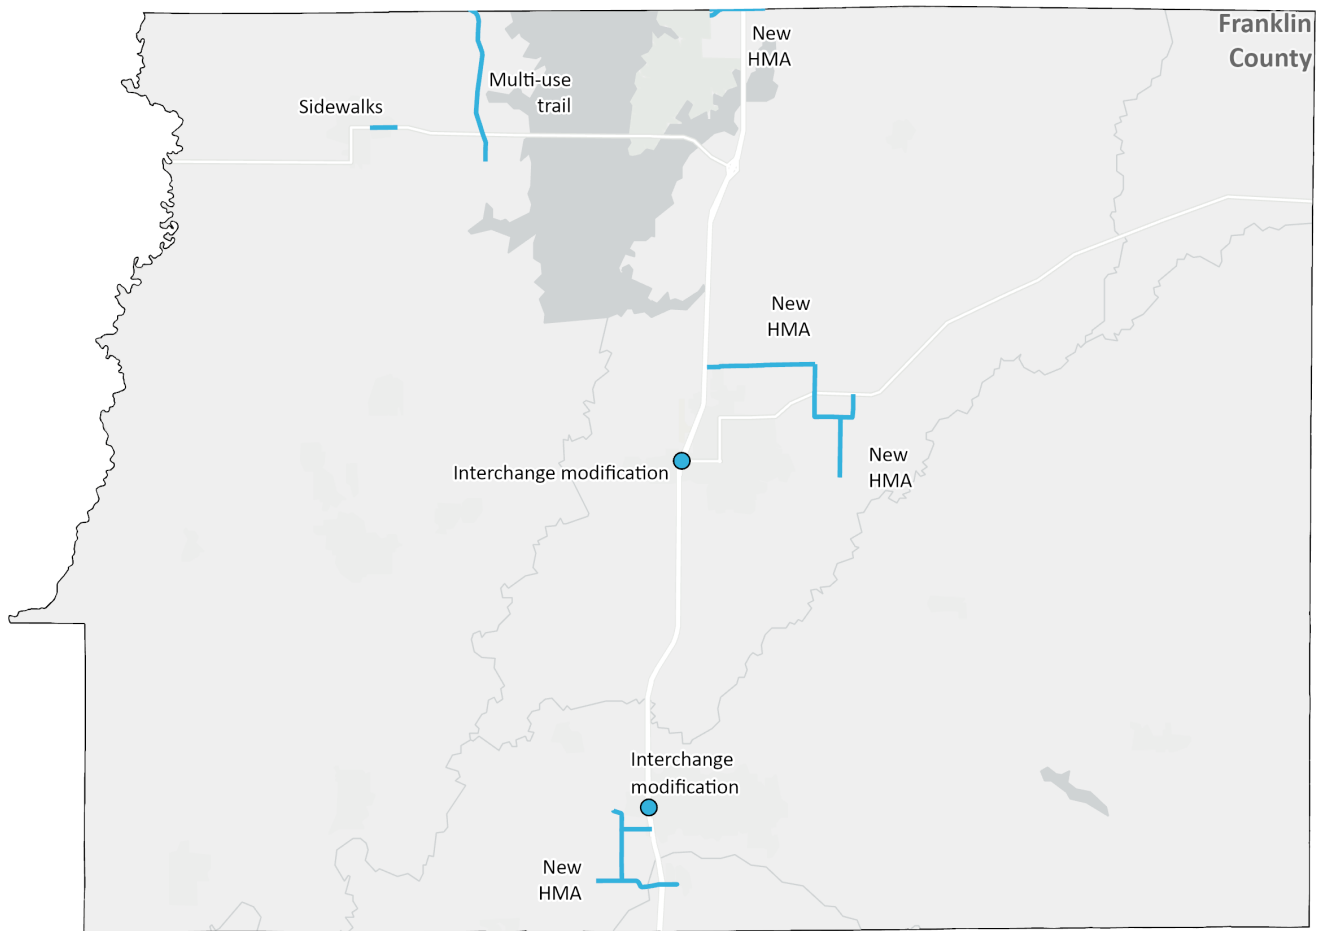 Franklin
County
New
HMA
Multi-use
trail
Sidewalks
New
HMA
New
HMA
Interchange modification
Interchange
modification
New
HMA